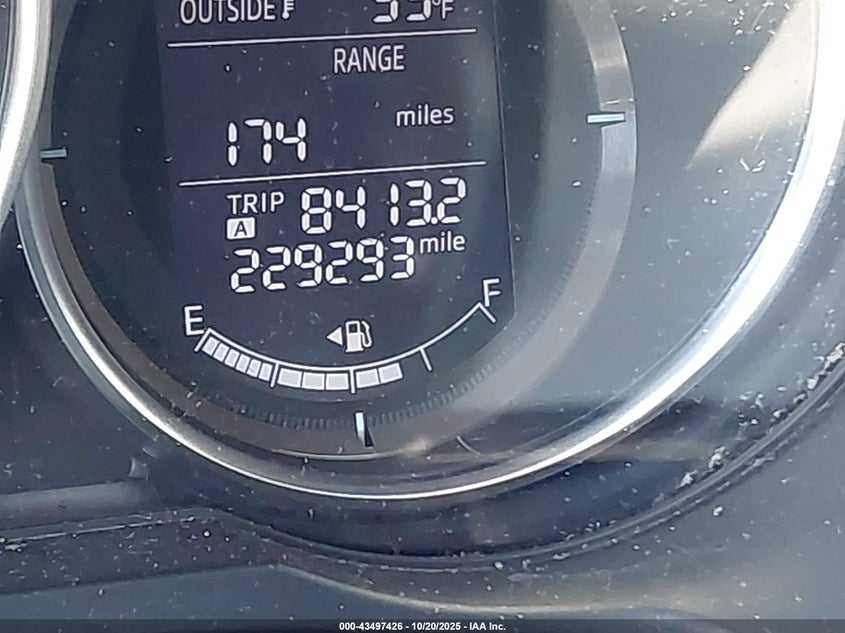 OUTSIDE °F
RANGE
174 miles
TRIP A 8413.2
229293 mile
E F
000-43497426 - 10/20/2025 - IAA Inc.